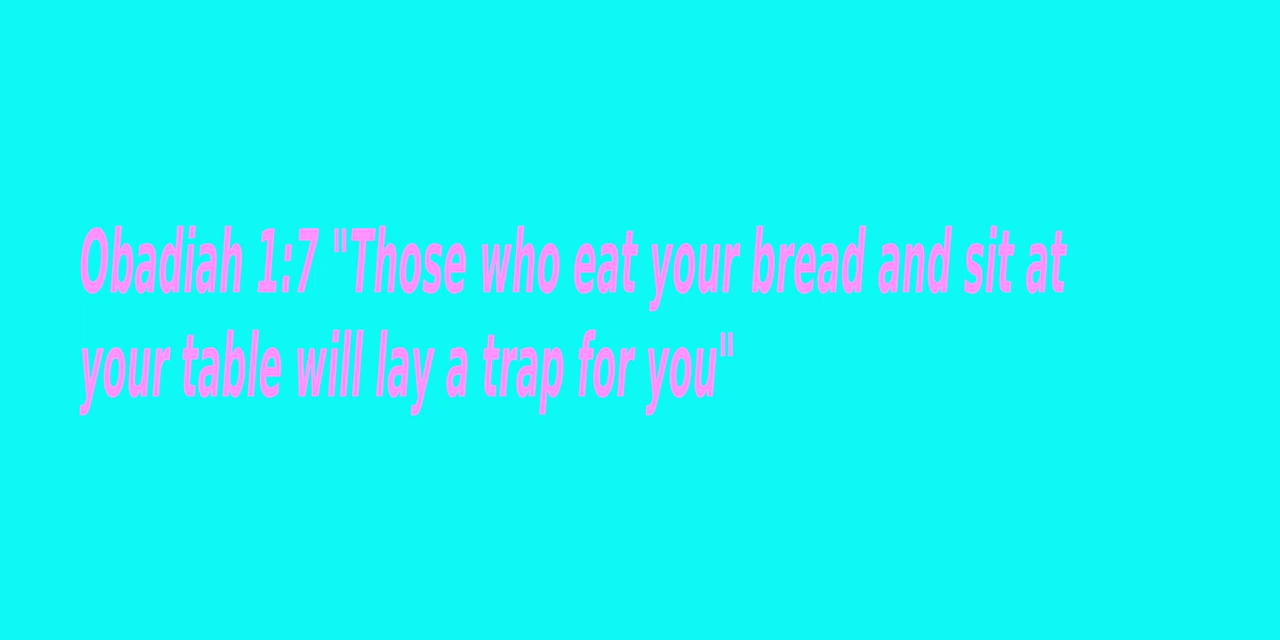 Obadiah 1:7 "Those who eat your bread and sit at
your table will lay a trap for you"